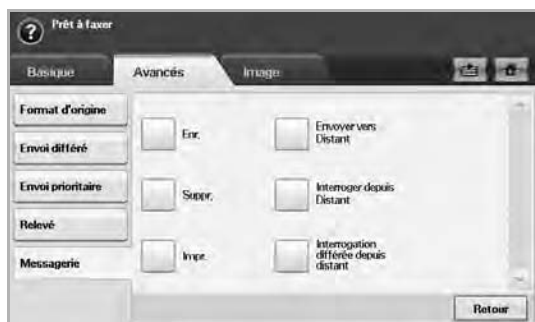 ? Prêt à faxer
Basique Avancés Image
Format d'origine
Envoi différé
Envoi prioritaire
Relevé
Messagerie
Enr.
Envoyer vers
Distant
Suppr.
Interroger depuis
Distant
Impr.
Interrogation
différée depuis
distant
Retour